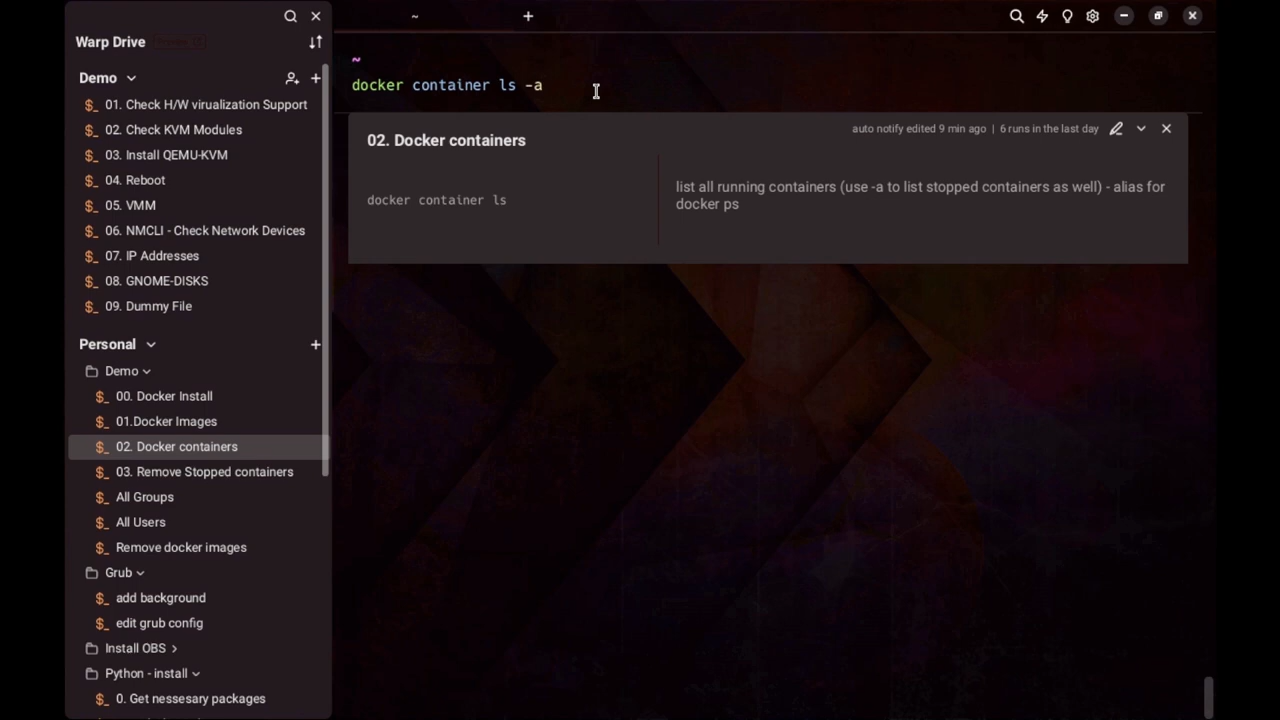 Warp Drive
Demo
$_ 01. Check H/W virualization Support
$_ 02. Check KVM Modules
$_ 03. Install QEMU-KVM
$_ 04. Reboot
$_ 05. VMM
$_ 06. NMCLI - Check Network Devices
$_ 07. IP Addresses
$_ 08. GNOME-DISKS
$_ 09. Dummy File
Personal
Demo
$_ 00. Docker Install
$_ 01.Docker Images
$_ 02. Docker containers
$_ 03. Remove Stopped containers
$_ All Groups
$_ All Users
$_ Remove docker images
Grub
$_ add background
$_ edit grub config
Install OBS
Python - install
$_ 0. Get nessesary packages
~
~
docker container ls -a
02. Docker containers
auto notify edited 9 min ago | 6 runs in the last day
docker container ls
list all running containers (use -a to list stopped containers as well) - alias for
docker ps